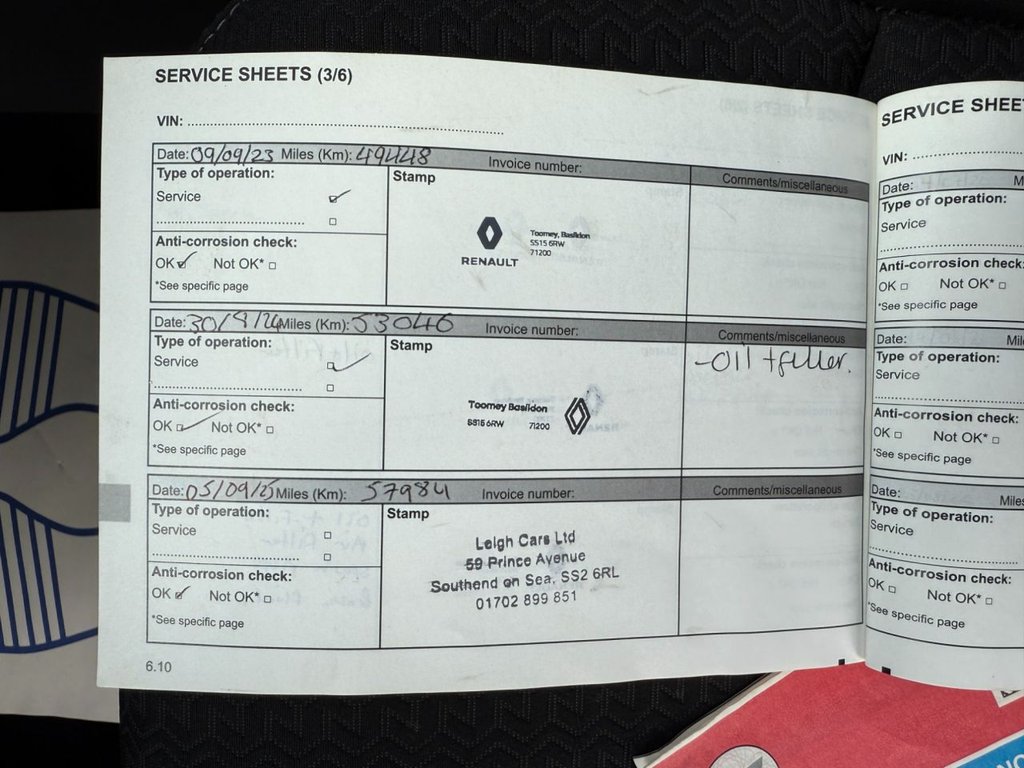 SERVICE SHEETS (3/6)
VIN:
Date: 09/09/23 Miles (Km): 49448 Invoice number:
Comments/miscellaneous
Type of operation:
Service
Anti-corrosion check:
OK Not OK*
*See specific page
Stamp
RENAULT
Toomey, Basildon
SS15 6RW
71200
Date: 30/8/24 Miles (Km): 53046 Invoice number:
Comments/miscellaneous
Type of operation:
Service
Anti-corrosion check:
OK Not OK*
*See specific page
Stamp
Toomey Basildon
SS15 6RW 71200
-oil + filler.
Date: 05/09/25 Miles (Km): 57984 Invoice number:
Comments/miscellaneous
Type of operation:
Service
Anti-corrosion check:
OK Not OK*
*See specific page
Stamp
Leigh Cars Ltd
59 Prince Avenue
Southend on Sea. SS2 6RL
01702 899 851
6.10
SERVICE SHEE
VIN:
Date: M
Type of operation:
Service
Anti-corrosion check:
OK Not OK*
*See specific page
Date: Mil
Type of operation:
Service
Anti-corrosion check:
OK Not OK*
*See specific page
Date: Miles
Type of operation:
Service
Anti-corrosion check:
OK Not OK*
*See specific page